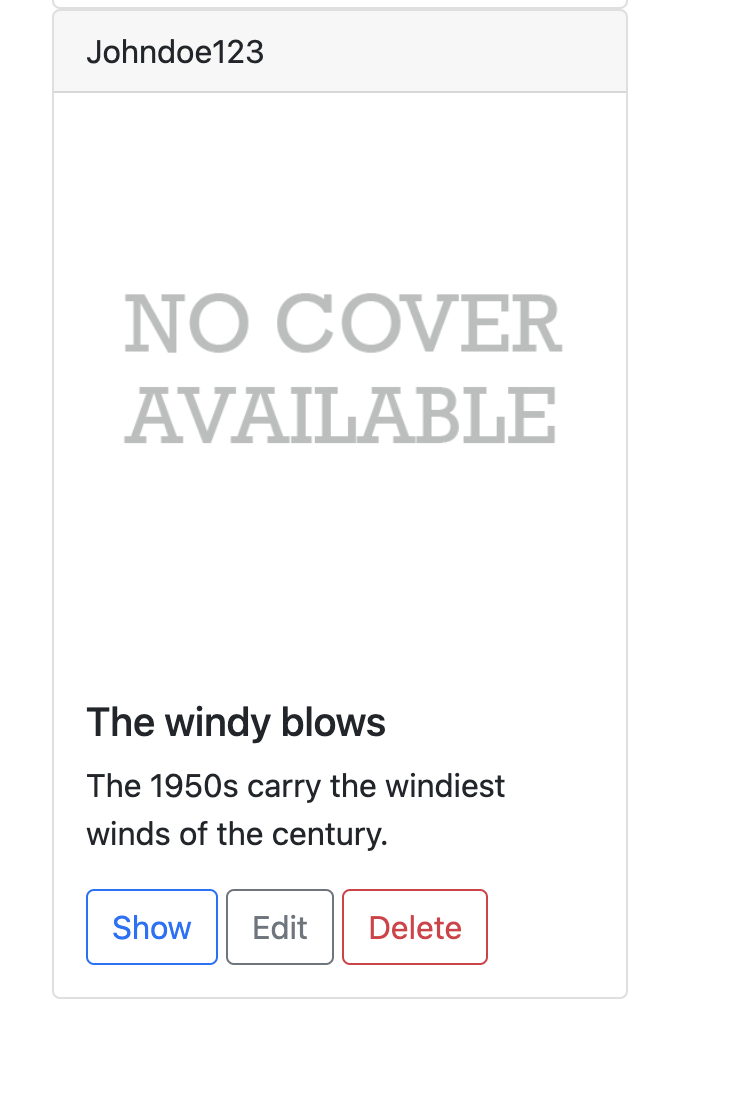 Johndoe123
NO COVER
AVAILABLE
The windy blows
The 1950s carry the windiest
winds of the century.
Show Edit Delete